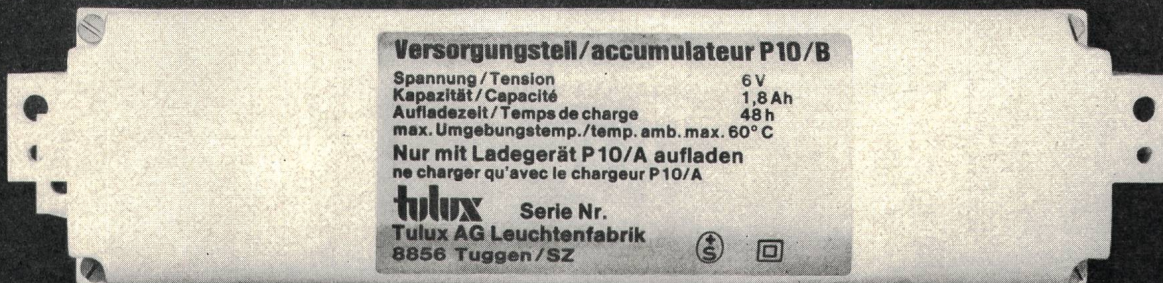 Versorgungsteil/accumulateur P10/B
Spannung/Tension 6 V
Kapazität/Capacité 1,8 Ah
Aufladezeit/Temps de charge 48 h
max. Umgebungstemp./temp. amb. max. 60° C
Nur mit Ladegerät P10/A aufladen
ne charger qu'avec le chargeur P10/A
tulux Serie Nr.
Tulux AG Leuchtenfabrik
8856 Tuggen/SZ
+S